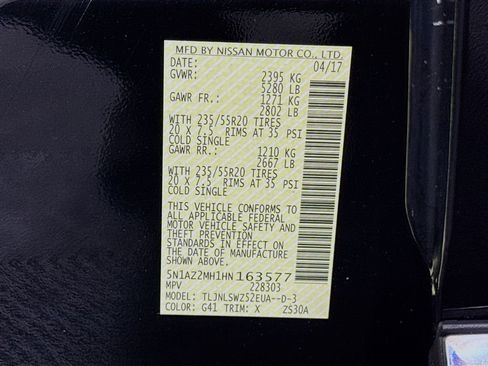 MFD BY NISSAN MOTOR CO., LTD.
DATE: 04/17
GVWR: 2395 KG
5280 LB
GAWR FR.: 1271 KG
2802 LB
WITH 235/55R20 TIRES
20 X 7.5 RIMS AT 35 PSI
COLD SINGLE
GAWR RR.: 1210 KG
2667 LB
WITH 235/55R20 TIRES
20 X 7.5 RIMS AT 35 PSI
COLD SINGLE
THIS VEHICLE CONFORMS TO
ALL APPLICABLE FEDERAL
MOTOR VEHICLE SAFETY AND
THEFT PREVENTION
STANDARDS IN EFFECT ON
THE DATE OF MANUFACTURE
SHOWN ABOVE.
5N1AZ2MH1HN163577
MPV 228303
MODEL: TLJNLSWZ52EUA--D-3
COLOR: G41 TRIM: X Z530A